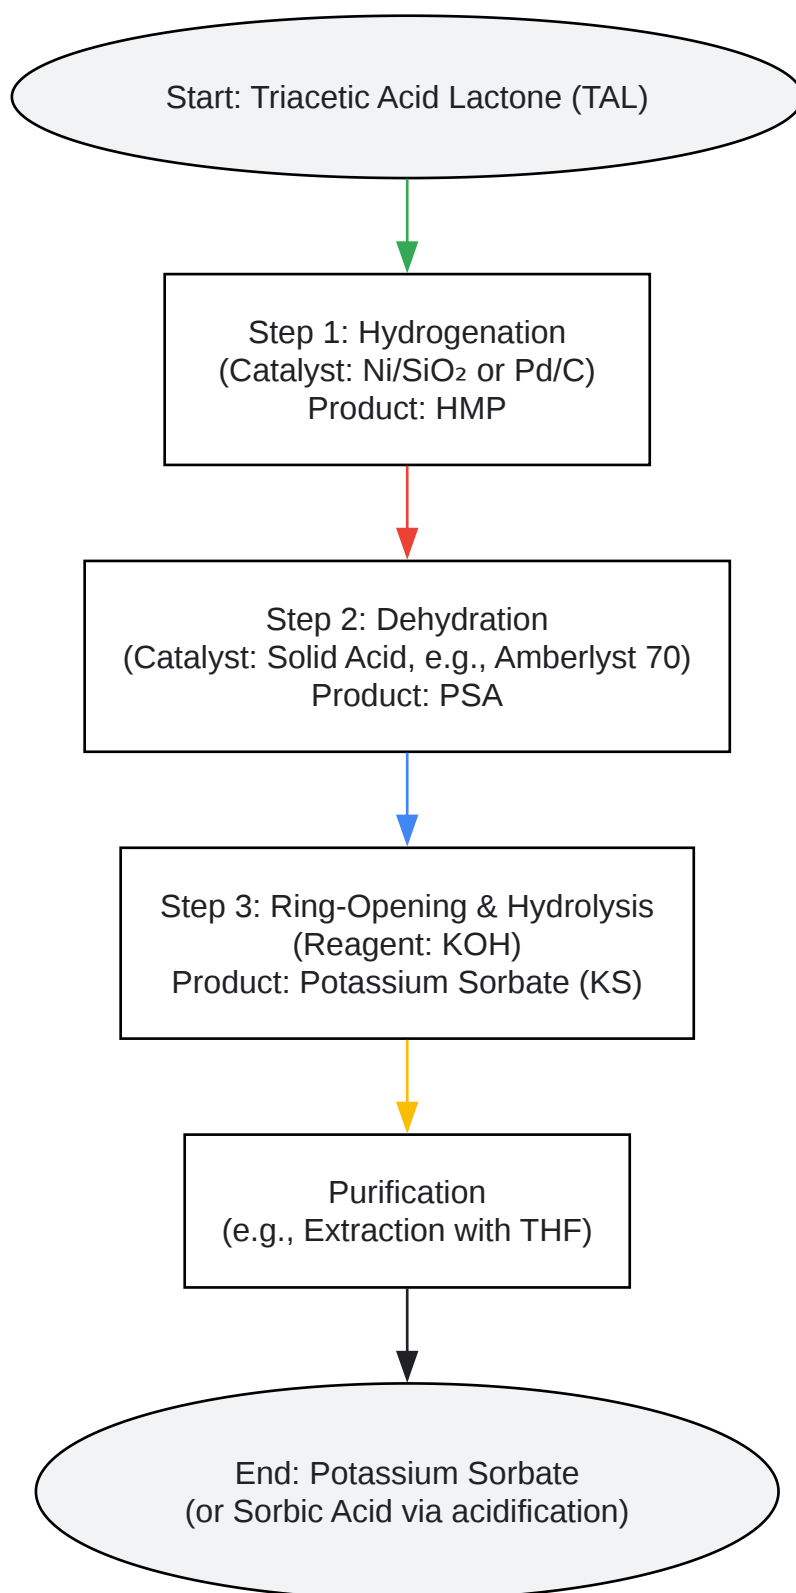 Start: Triacetic Acid Lactone (TAL)
Step 1: Hydrogenation
(Catalyst: Ni/SiO₂ or Pd/C)
Product: HMP
Step 2: Dehydration
(Catalyst: Solid Acid, e.g., Amberlyst 70)
Product: PSA
Step 3: Ring-Opening & Hydrolysis
(Reagent: KOH)
Product: Potassium Sorbate (KS)
Purification
(e.g., Extraction with THF)
End: Potassium Sorbate
(or Sorbic Acid via acidification)